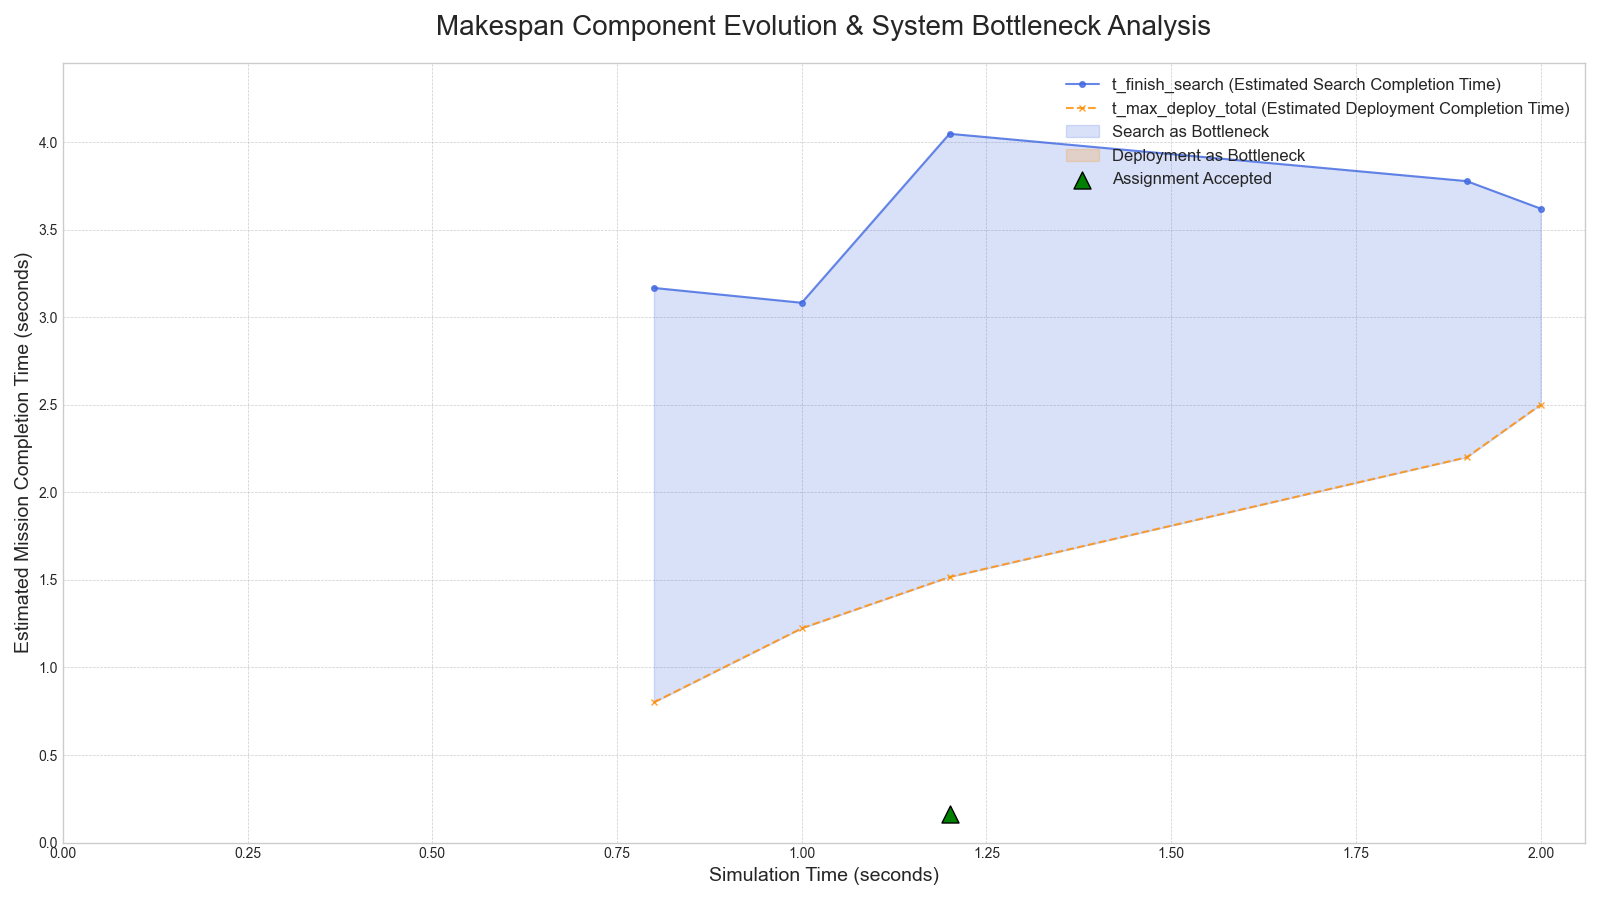 Makespan Component Evolution & System Bottleneck Analysis
t_finish_search (Estimated Search Completion Time)
t_max_deploy_total (Estimated Deployment Completion Time)
Search as Bottleneck
Deployment as Bottleneck
Assignment Accepted
Estimated Mission Completion Time (seconds)
4.0
3.5
3.0
2.5
2.0
1.5
1.0
0.5
0.0
0.00 0.25 0.50 0.75 1.00 1.25 1.50 1.75 2.00
Simulation Time (seconds)